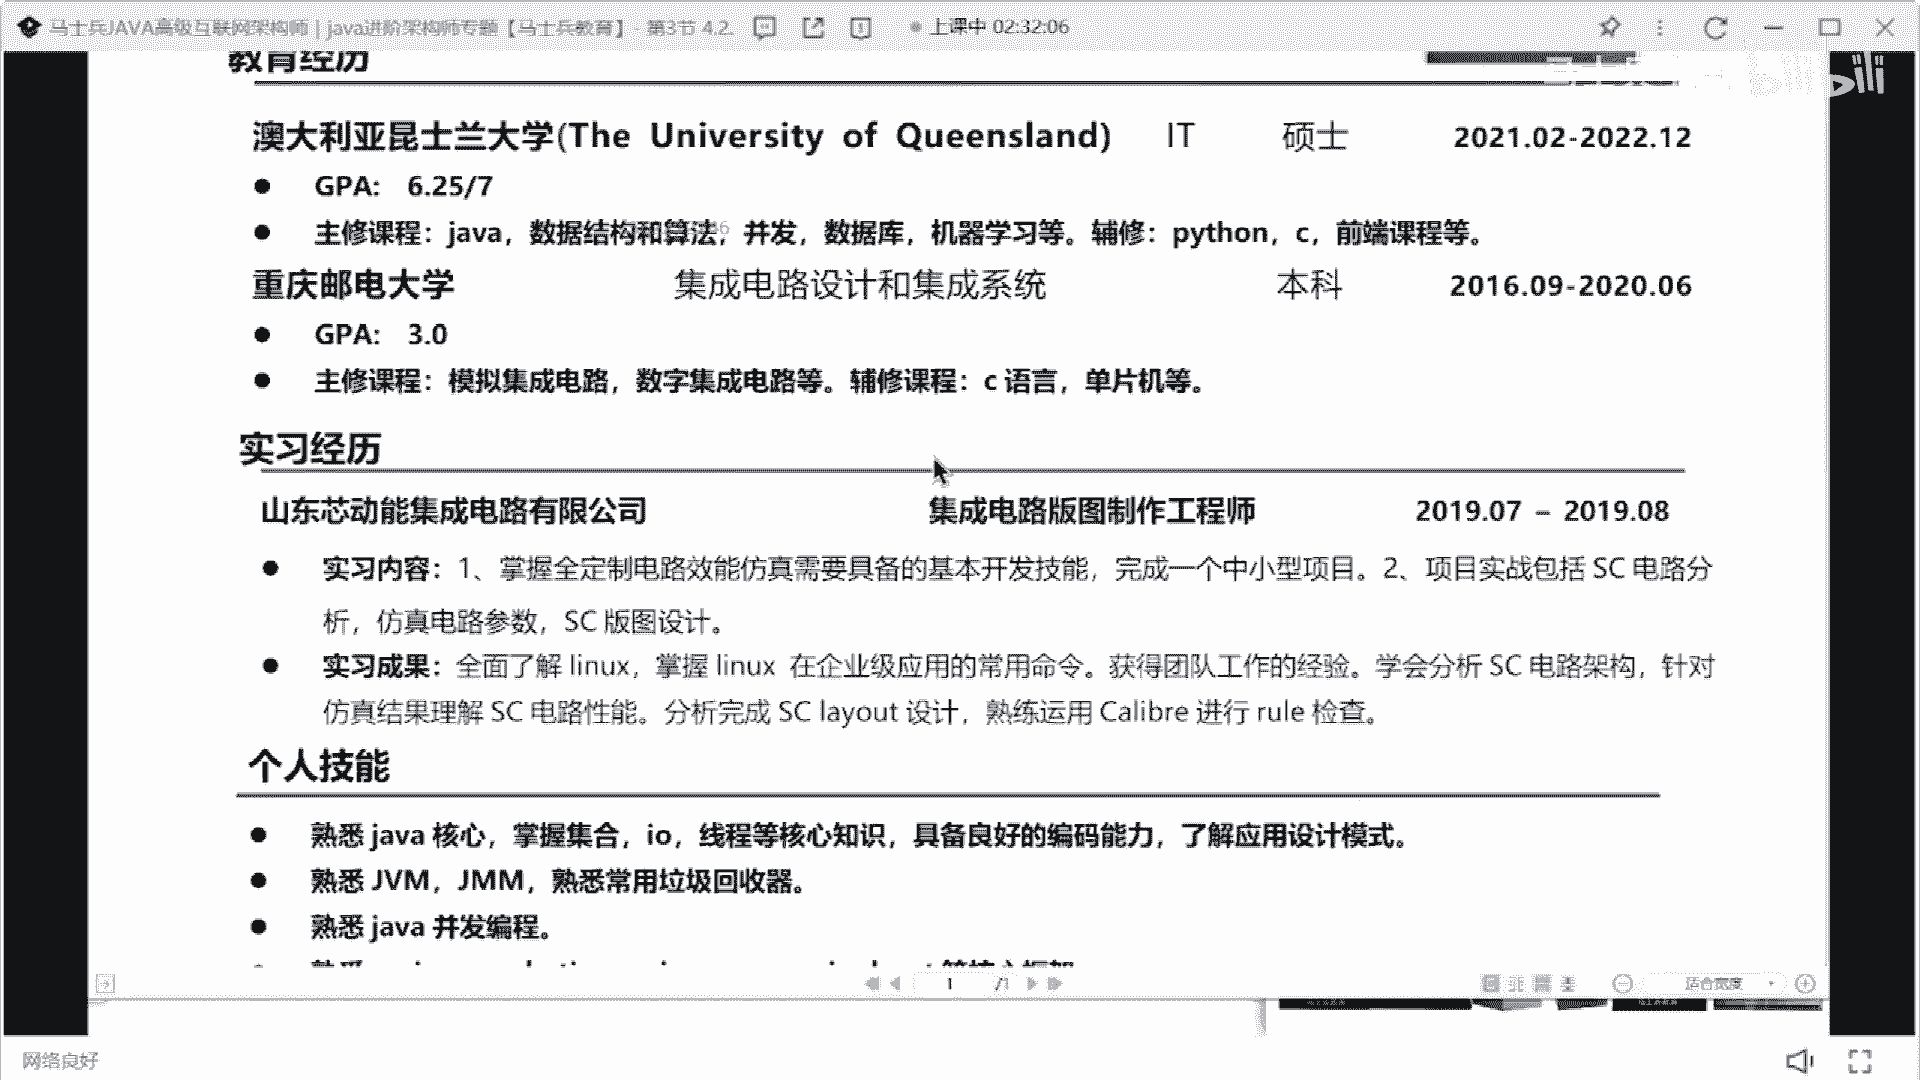 马士兵JAVA高级互联网架构师 | java进阶架构师专题【马士兵教育】- 第3节 4.2. 上课中 02:32:06
教育经历
澳大利亚昆士兰大学(The University of Queensland) IT 硕士 2021.02-2022.12
● GPA: 6.25/7
● 主修课程：java，数据结构和算法，并发，数据库，机器学习等。辅修：python，c，前端课程等。
重庆邮电大学 集成电路设计和集成系统 本科 2016.09-2020.06
● GPA: 3.0
● 主修课程：模拟集成电路，数字集成电路等。辅修课程：c 语言，单片机等。
实习经历
山东芯动能集成电路有限公司 集成电路版图制作工程师 2019.07 – 2019.08
● 实习内容：1、掌握全定制电路效能仿真需要具备的基本开发技能，完成一个中小型项目。2、项目实战包括 SC 电路分
析，仿真电路参数，SC 版图设计。
● 实习成果：全面了解 linux，掌握 linux 在企业级应用的常用命令。获得团队工作的经验。学会分析 SC 电路架构，针对
仿真结果理解 SC 电路性能。分析完成 SC layout 设计，熟练运用 Calibre 进行 rule 检查。
个人技能
● 熟悉 java 核心，掌握集合，io，线程等核心知识，具备良好的编码能力，了解应用设计模式。
● 熟悉 JVM，JMM，熟悉常用垃圾回收器。
● 熟悉 java 并发编程。
1 /1 适合宽度
网络良好